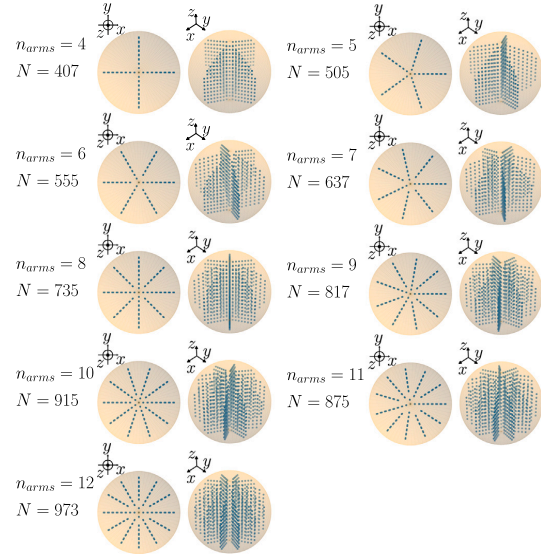 y
z x
z
x y
n_arms = 4
N = 407
y
z x
z
x y
n_arms = 5
N = 505
y
z x
z
x y
n_arms = 6
N = 555
y
z x
z
x y
n_arms = 7
N = 637
y
z x
z
x y
n_arms = 8
N = 735
y
z x
z
x y
n_arms = 9
N = 817
y
z x
z
x y
n_arms = 10
N = 915
y
z x
z
x y
n_arms = 11
N = 875
y
z x
z
x y
n_arms = 12
N = 973